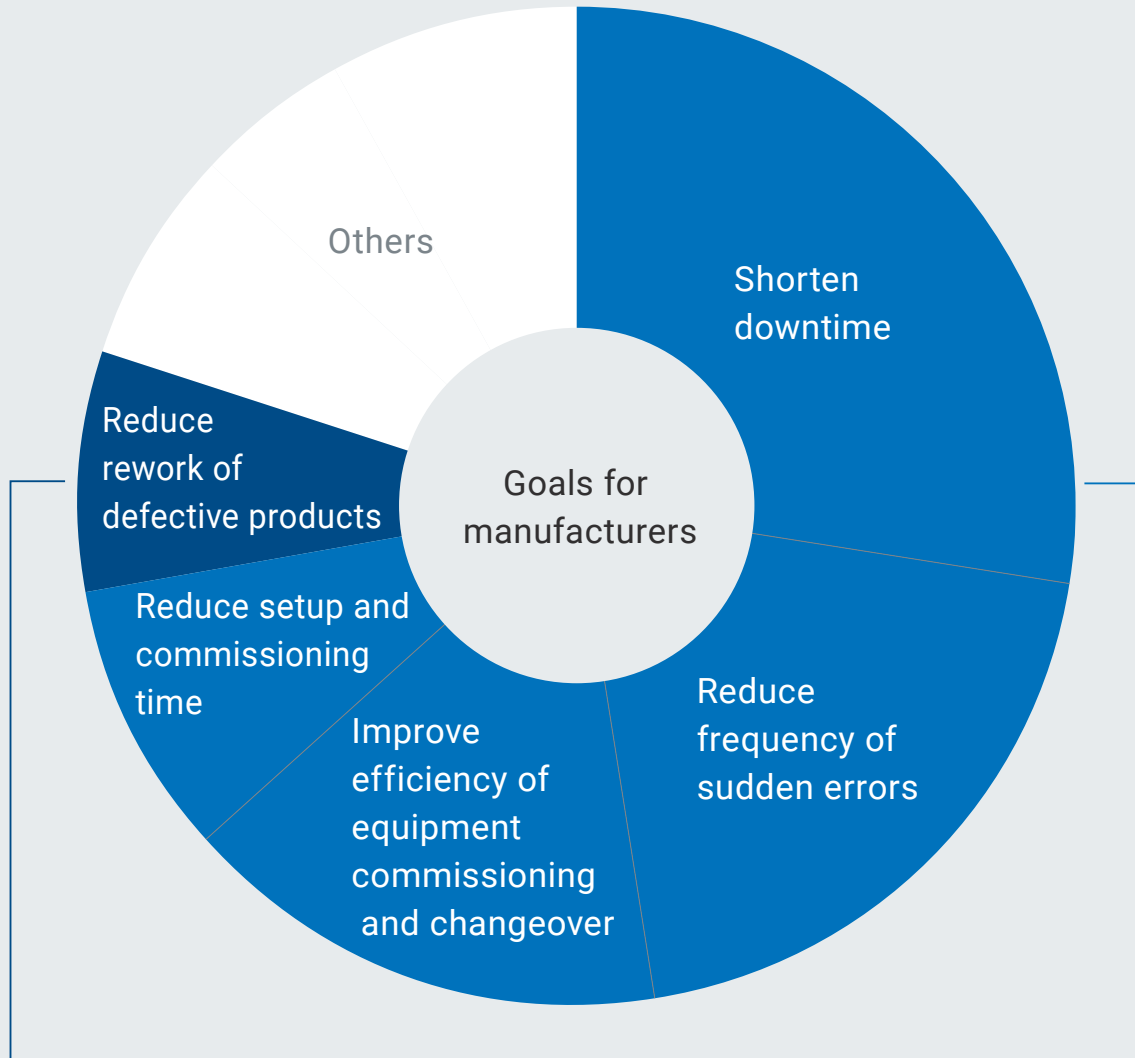 Others
Shorten
downtime
Reduce
rework of
defective products
Goals for
manufacturers
Reduce setup and
commissioning
time
Reduce
frequency of
sudden errors
Improve
efficiency of
equipment
commissioning
and changeover